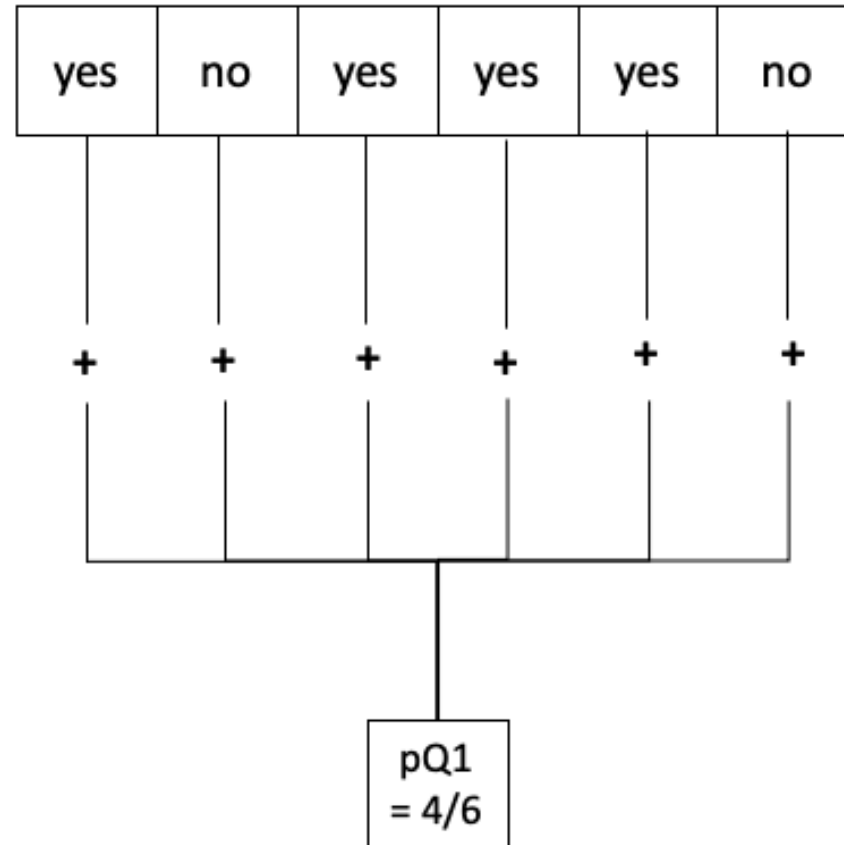 yes no yes yes yes no
+ + + + + +
pQ1
= 4/6